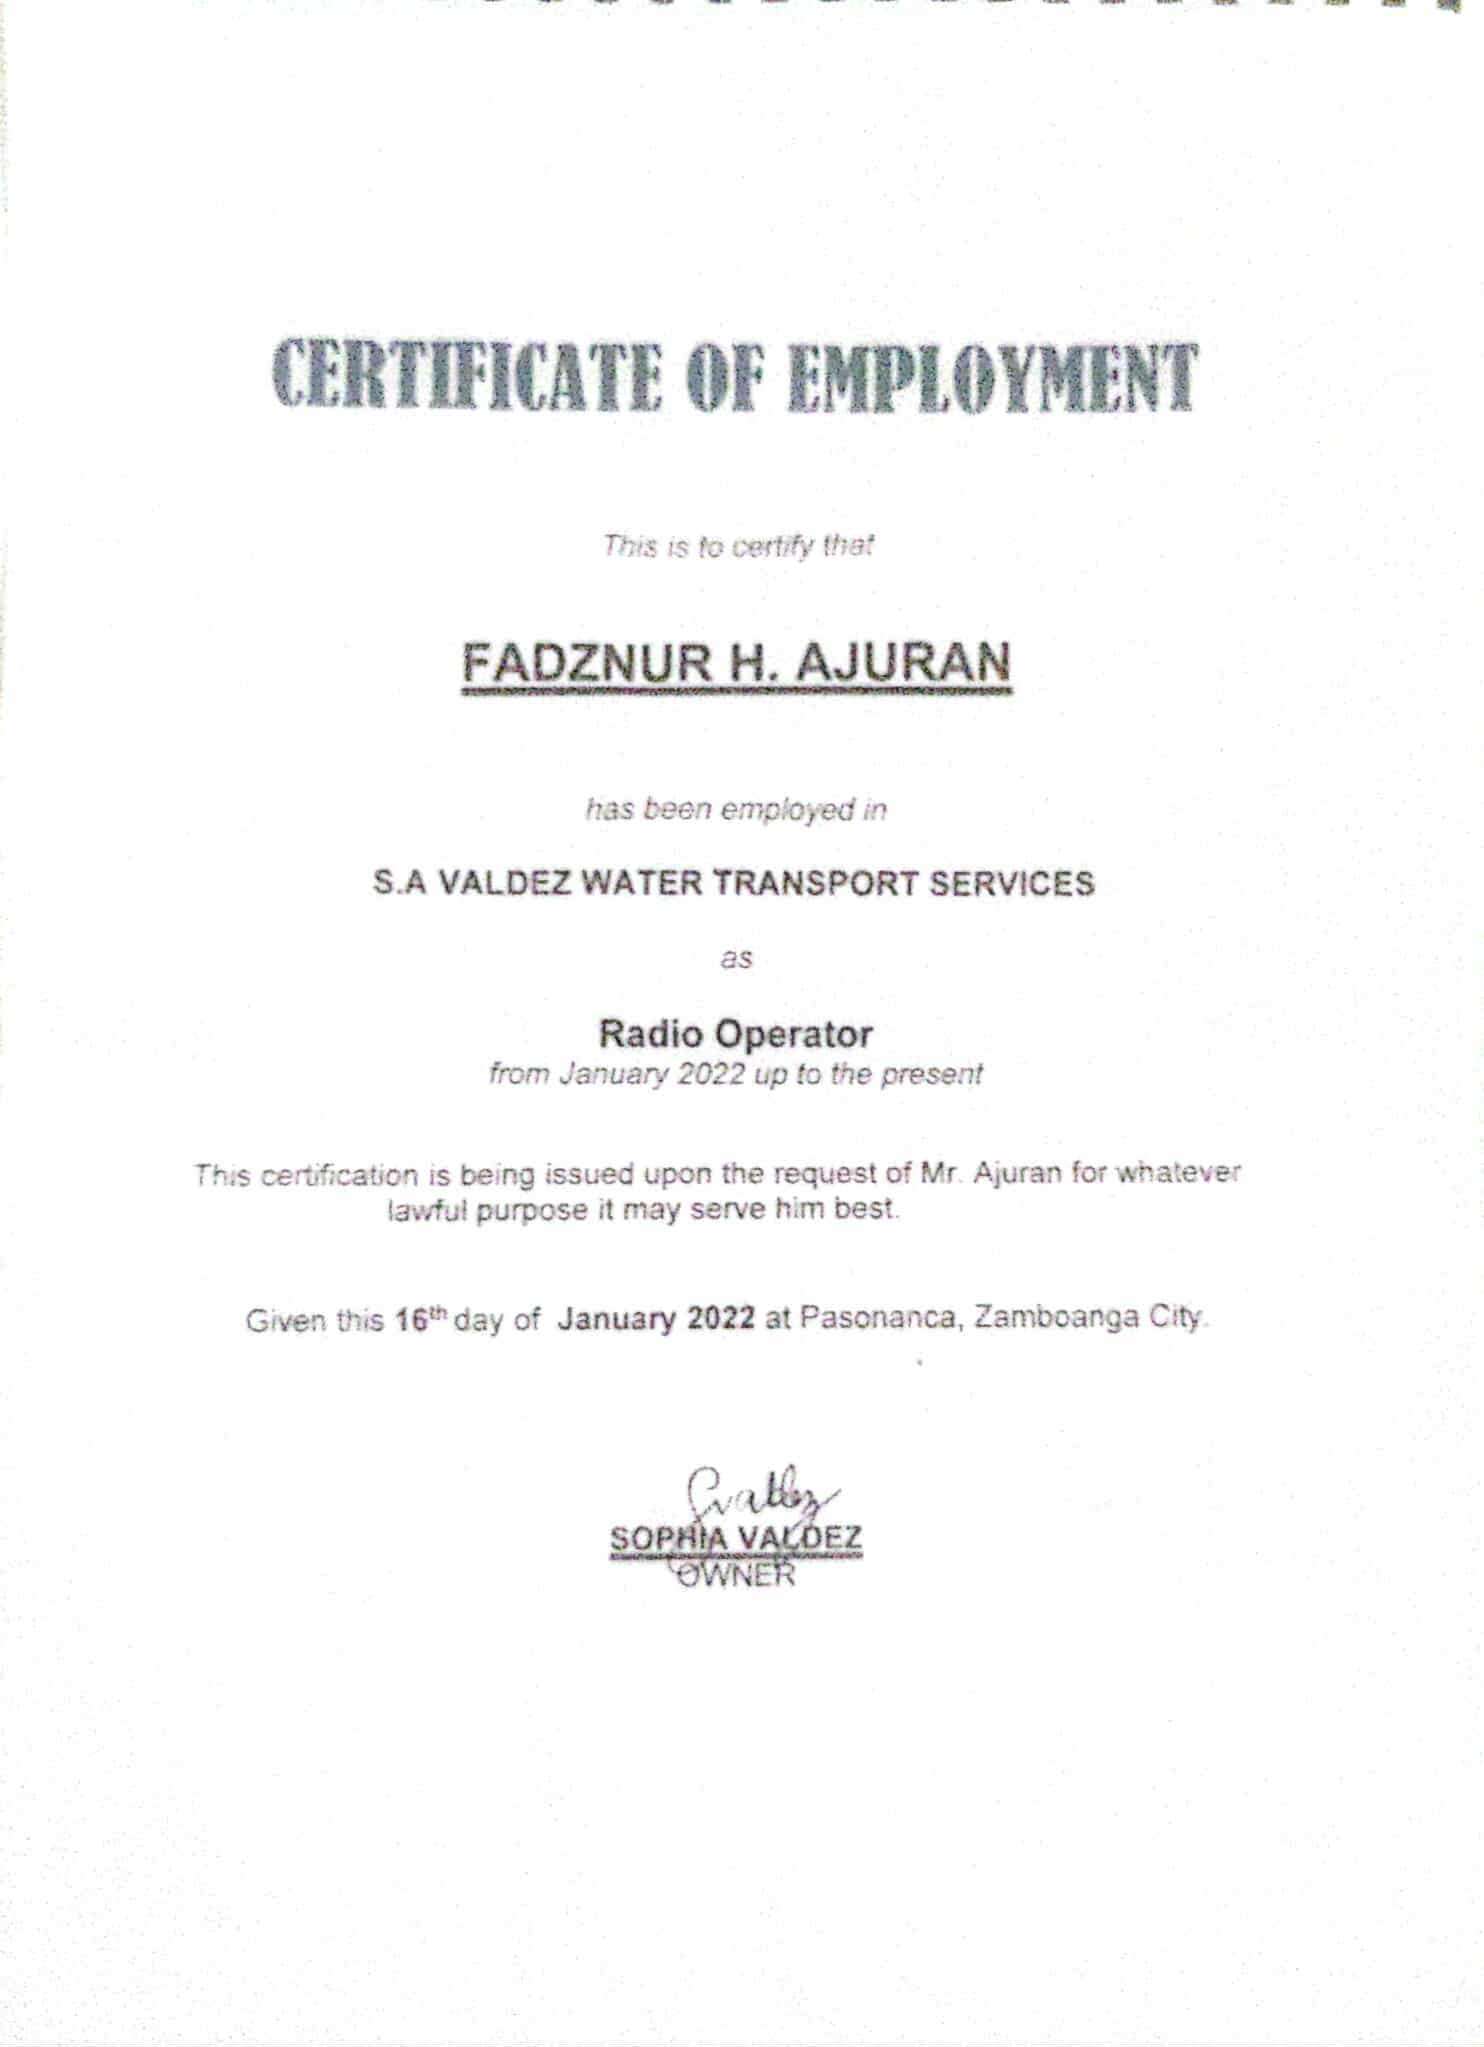 CERTIFICATE OF EMPLOYMENT
This is to certify that
FADZNUR H. AJURAN
has been employed in
S.A VALDEZ WATER TRANSPORT SERVICES
as
Radio Operator
from January 2022 up to the present
This certification is being issued upon the request of Mr. Ajuran for whatever
lawful purpose it may serve him best.
Given this 16th day of January 2022 at Pasonanca, Zamboanga City.
SOPHIA VALDEZ
OWNER